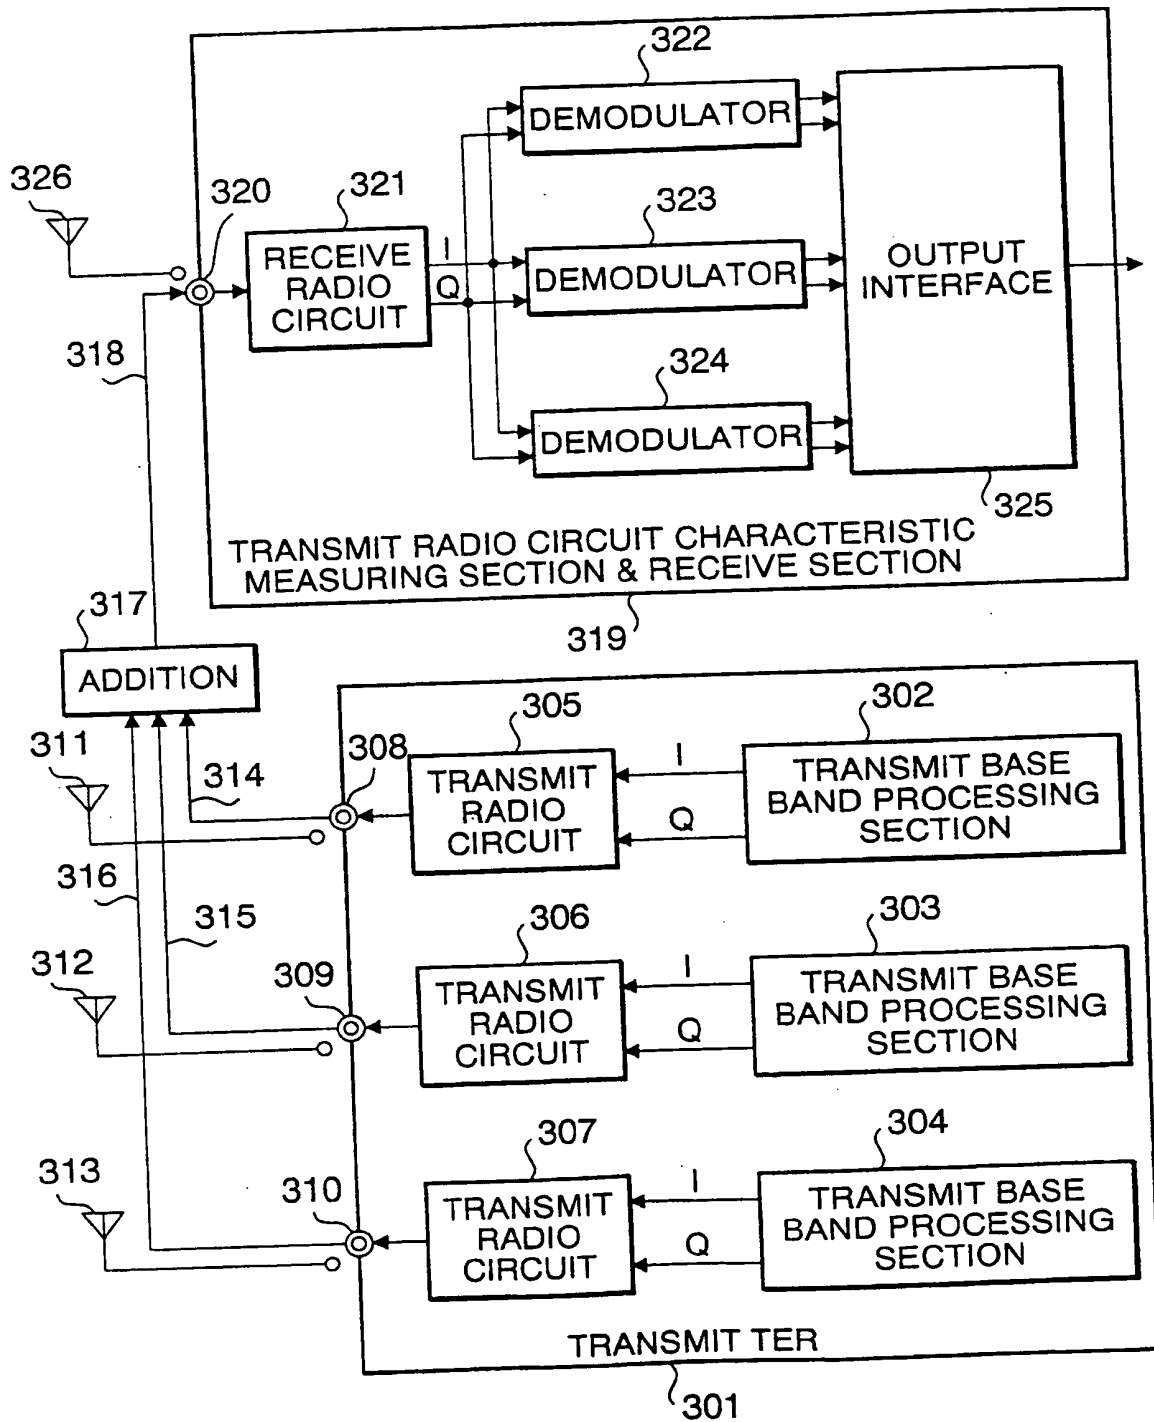 322
DEMODULATOR
326
320
321
RECEIVE
RADIO
CIRCUIT
I
Q
323
DEMODULATOR
OUTPUT
INTERFACE
318
324
DEMODULATOR
325
TRANSMIT RADIO CIRCUIT CHARACTERISTIC
MEASURING SECTION & RECEIVE SECTION
319
317
ADDITION
311
314
308
305
TRANSMIT
RADIO
CIRCUIT
I
Q
302
TRANSMIT BASE
BAND PROCESSING
SECTION
316
315
312
309
306
TRANSMIT
RADIO
CIRCUIT
I
Q
303
TRANSMIT BASE
BAND PROCESSING
SECTION
313
310
307
TRANSMIT
RADIO
CIRCUIT
I
Q
304
TRANSMIT BASE
BAND PROCESSING
SECTION
TRANSMIT TER
301